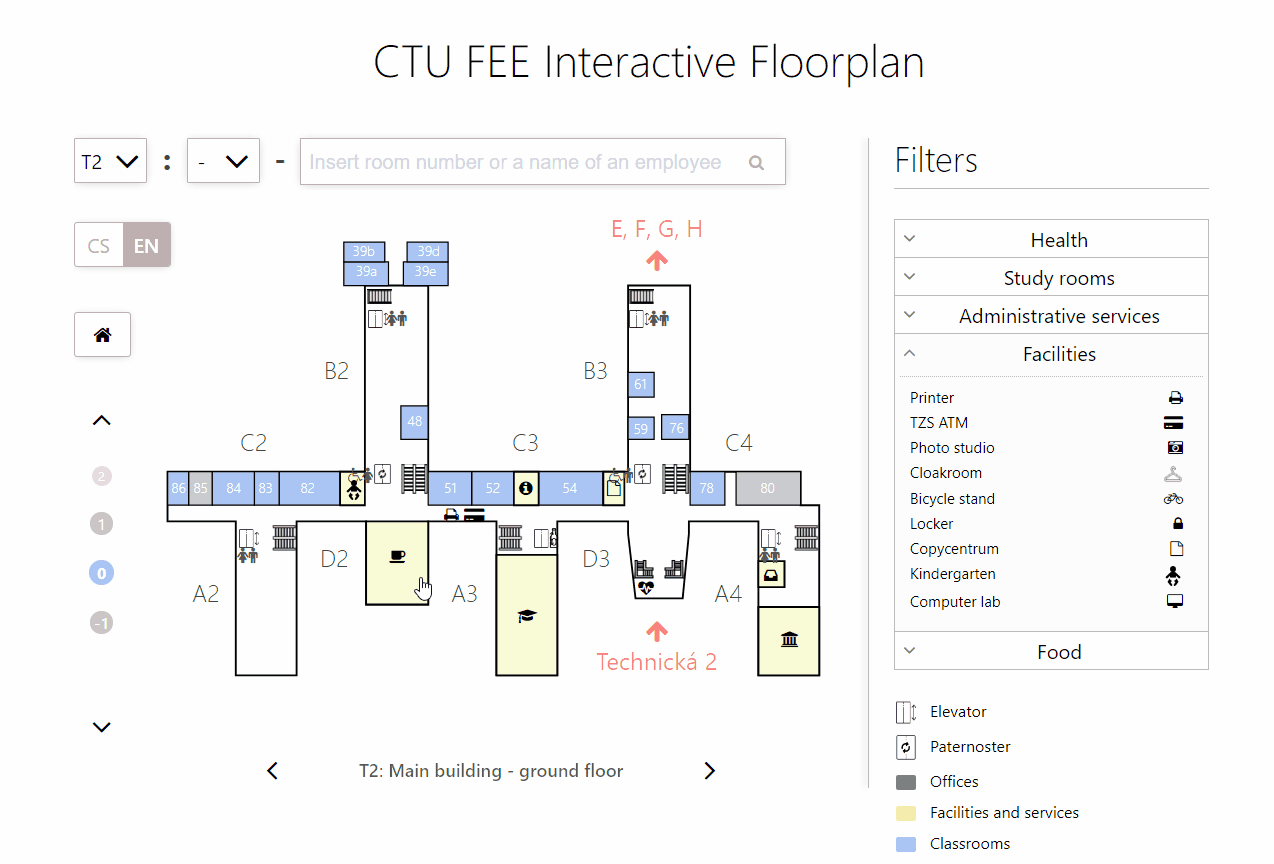 CTU FEE Interactive Floorplan
T2 : - - Insert room number or a name of an employee
CS EN
E, F, G, H
39b 39d
39a 39e
B2 B3
61
48 59 76
C2 C3 C4
86 85 84 83 82 51 52 54 78 80
2
1
0
-1
D2 D3
A2 A3 A4
Technická 2
T2: Main building - ground floor
Filters
Health
Study rooms
Administrative services
Facilities
Printer
TZS ATM
Photo studio
Cloakroom
Bicycle stand
Locker
Copycentrum
Kindergarten
Computer lab
Food
Elevator
Paternoster
Offices
Facilities and services
Classrooms